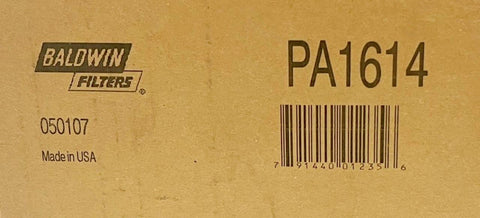 BALDWIN
FILTERS®
PA1614
050107
Made in USA
7 91440 01235 6